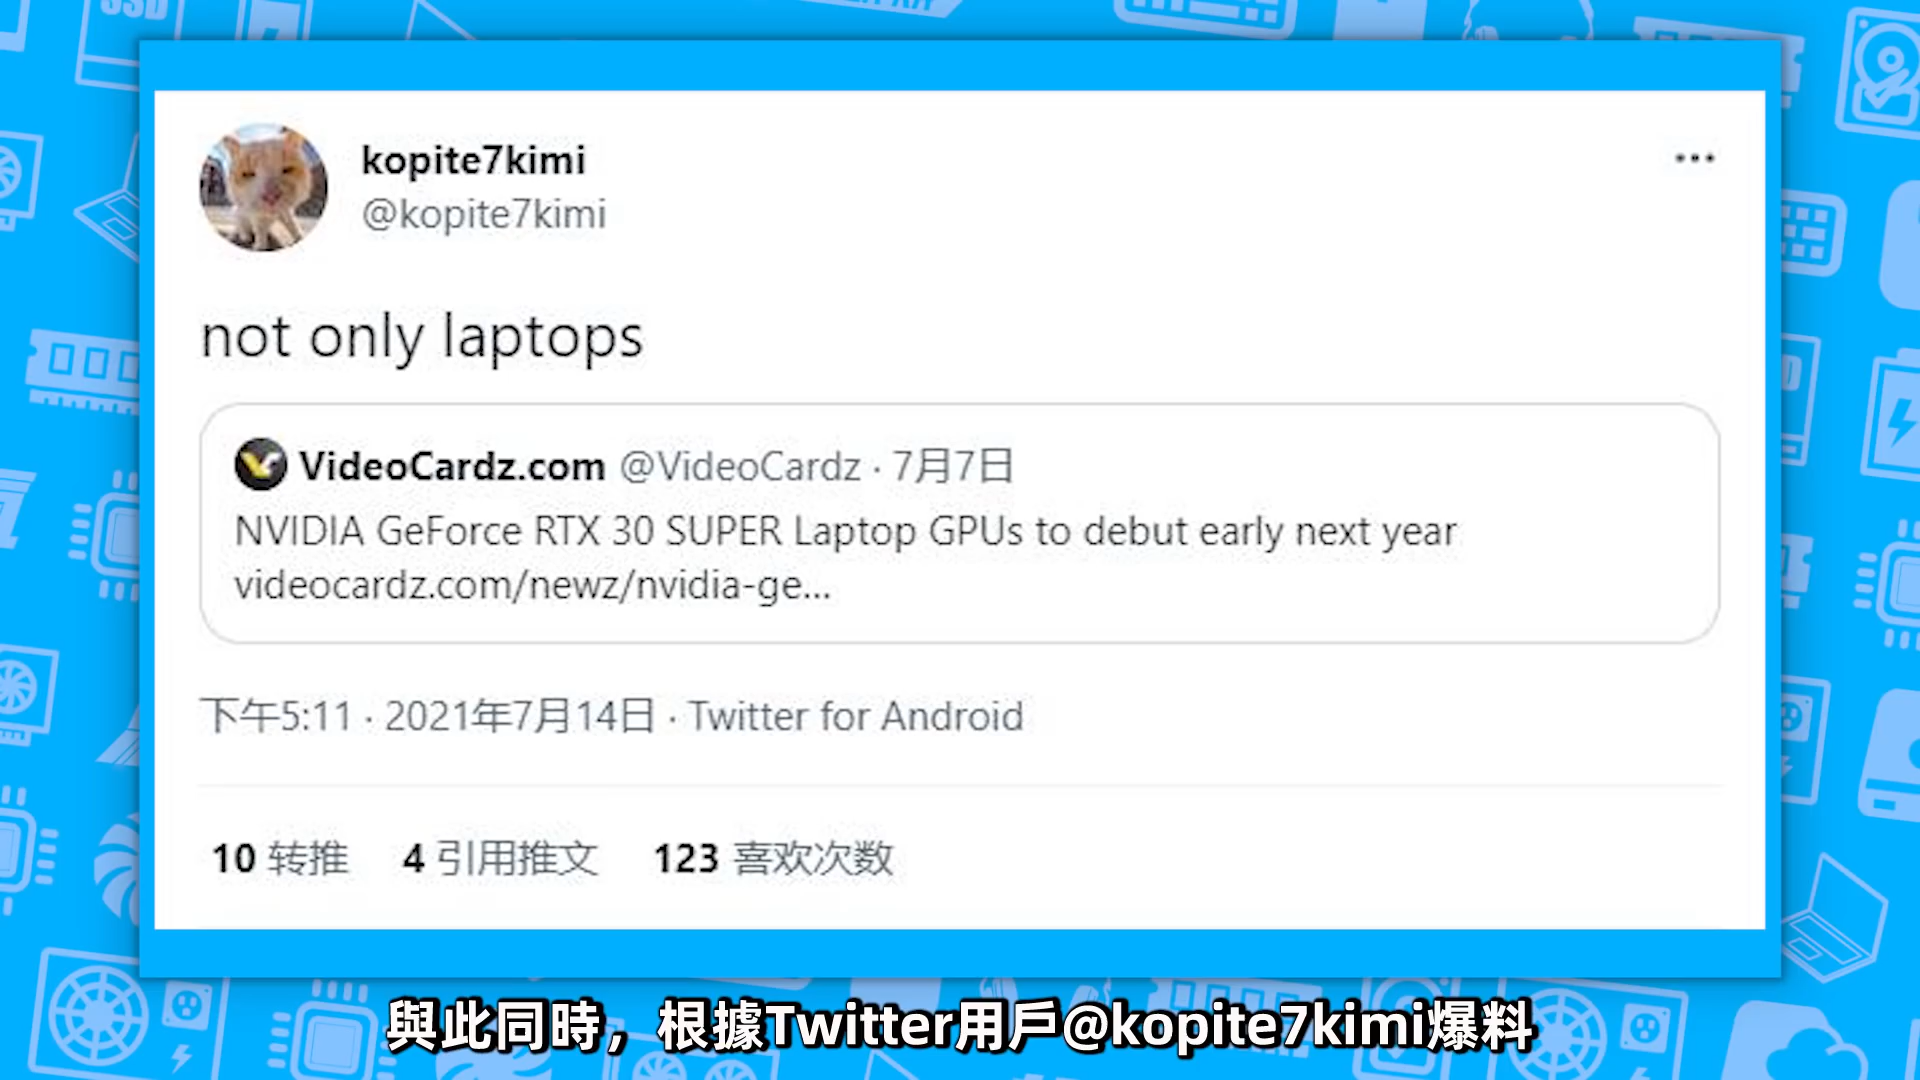 SSD
kopite7kimi
@kopite7kimi
not only laptops
VideoCardz.com @VideoCardz · 7月7日
NVIDIA GeForce RTX 30 SUPER Laptop GPUs to debut early next year
videocardz.com/newz/nvidia-ge...
下午5:11 · 2021年7月14日 · Twitter for Android
10 转推 4 引用推文 123 喜欢次数
與此同時，根據Twitter用戶@kopite7kimi爆料